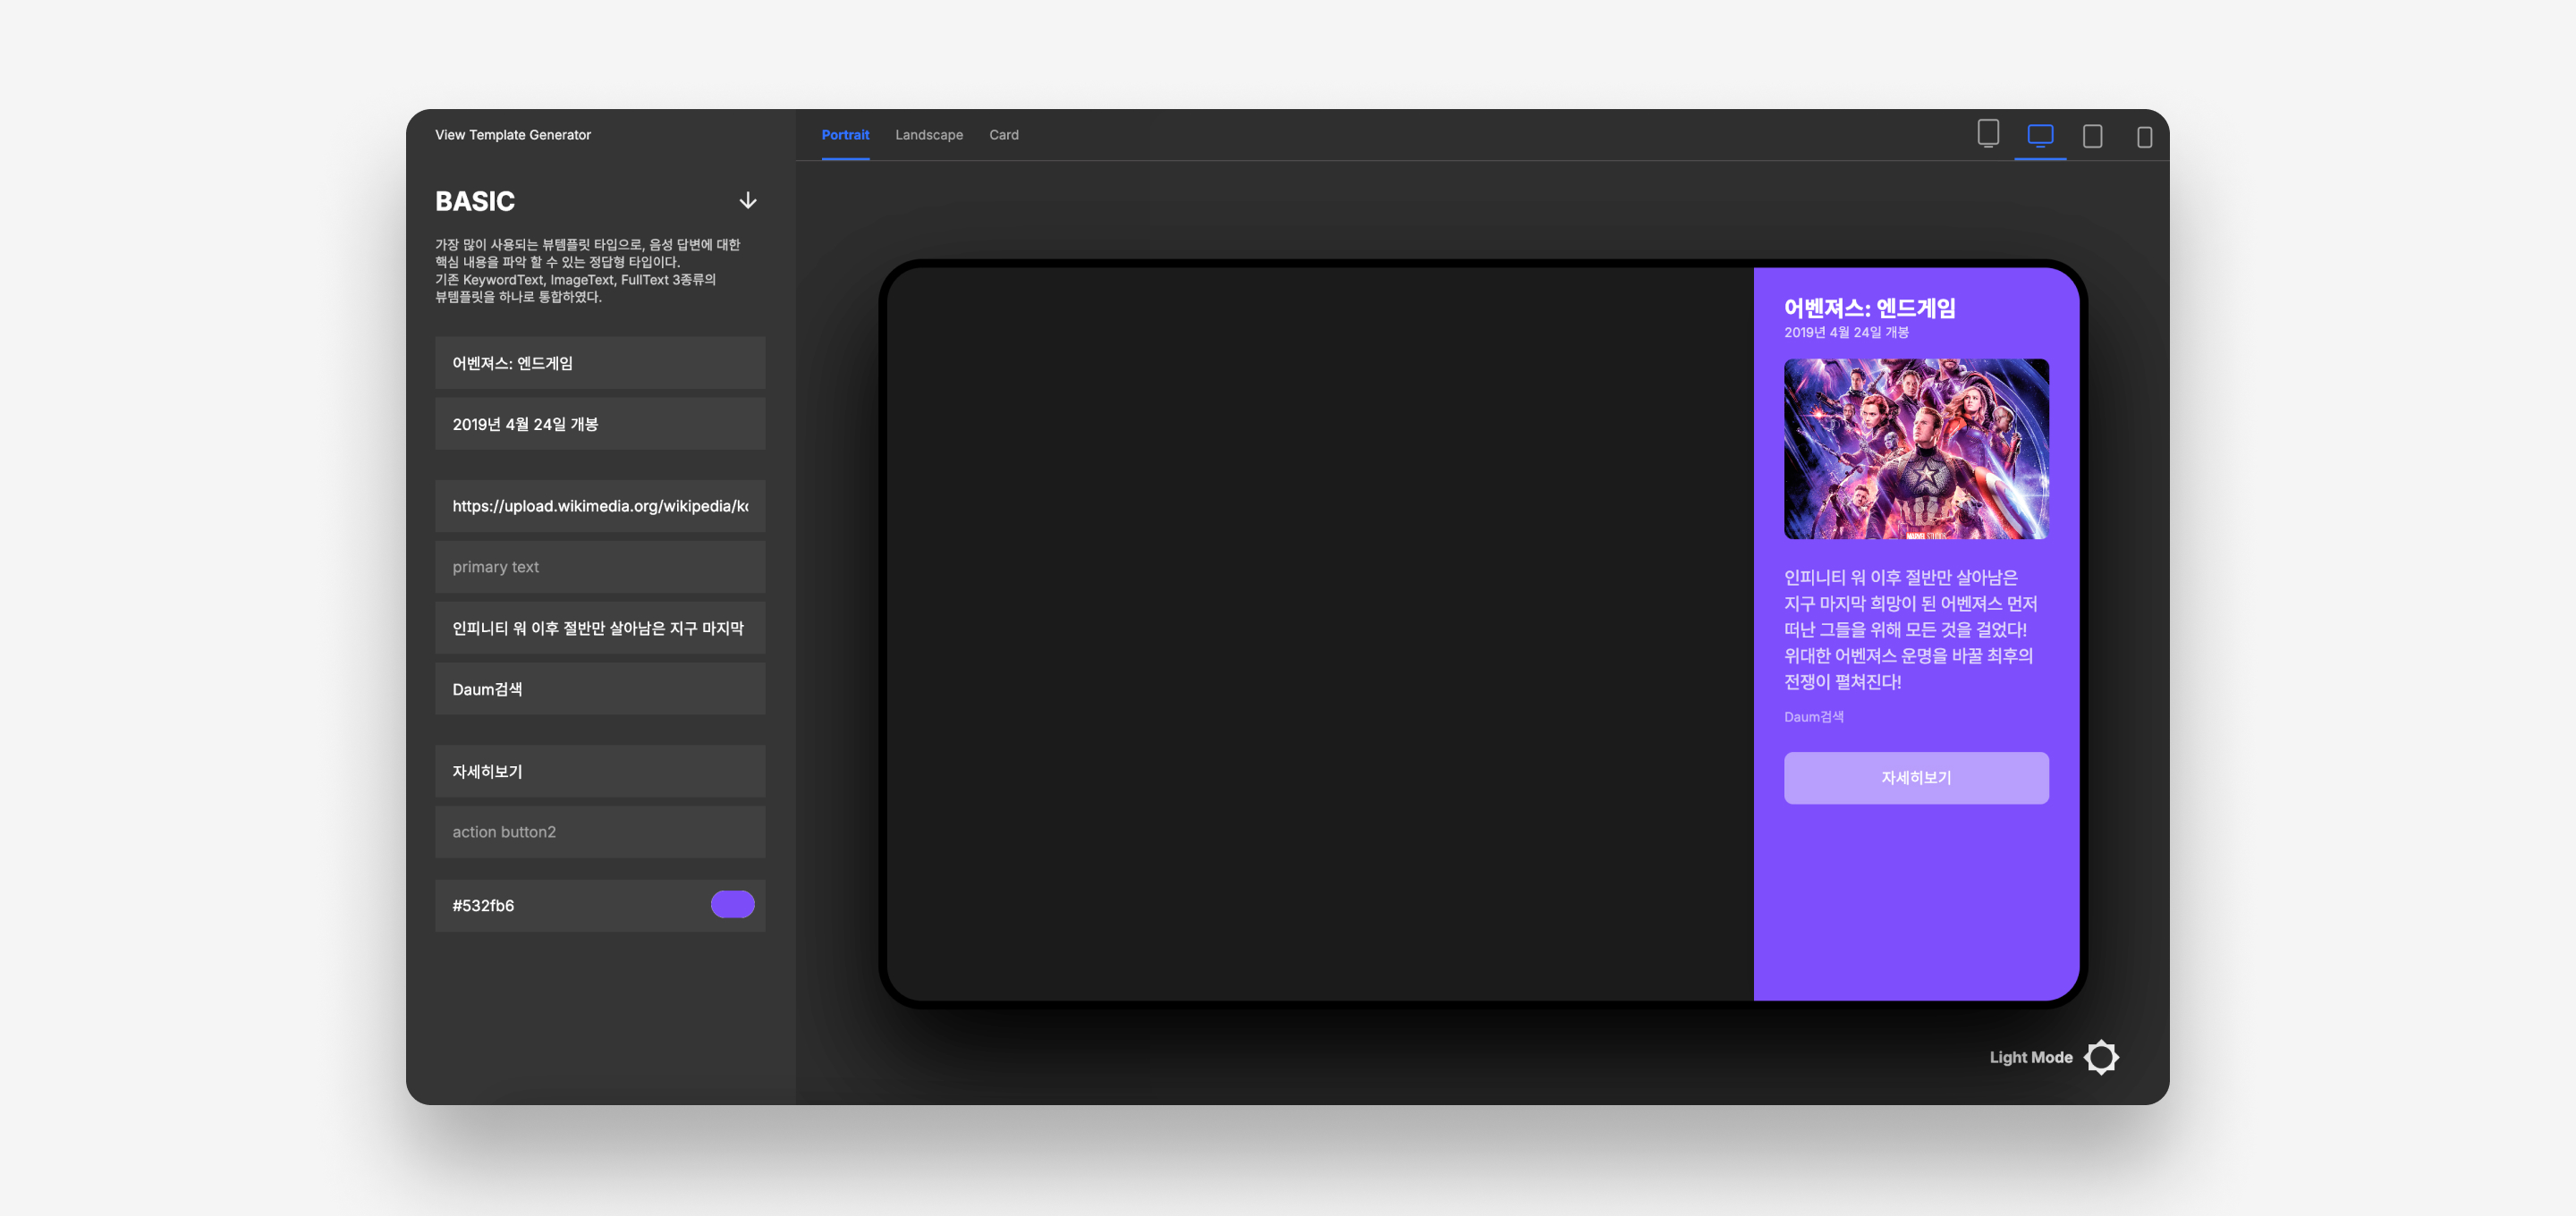 View Template Generator
Portrait
Landscape
Card
BASIC
가장 많이 사용되는 뷰템플릿 타입으로, 음성 답변에 대한
핵심 내용을 파악 할 수 있는 정답형 타입이다.
기존 KeywordText, ImageText, FullText 3종류의
뷰템플릿을 하나로 통합하였다.
어벤져스: 엔드게임
2019년 4월 24일 개봉
https://upload.wikimedia.org/wikipedia/kc
primary text
인피니티 워 이후 절반만 살아남은 지구 마지막
Daum검색
자세히보기
action button2
#532fb6
어벤져스: 엔드게임
2019년 4월 24일 개봉
MARVEL STUDIOS
인피니티 워 이후 절반만 살아남은
지구 마지막 희망이 된 어벤져스 먼저
떠난 그들을 위해 모든 것을 걸었다!
위대한 어벤져스 운명을 바꿀 최후의
전쟁이 펼쳐진다!
Daum검색
자세히보기
Light Mode